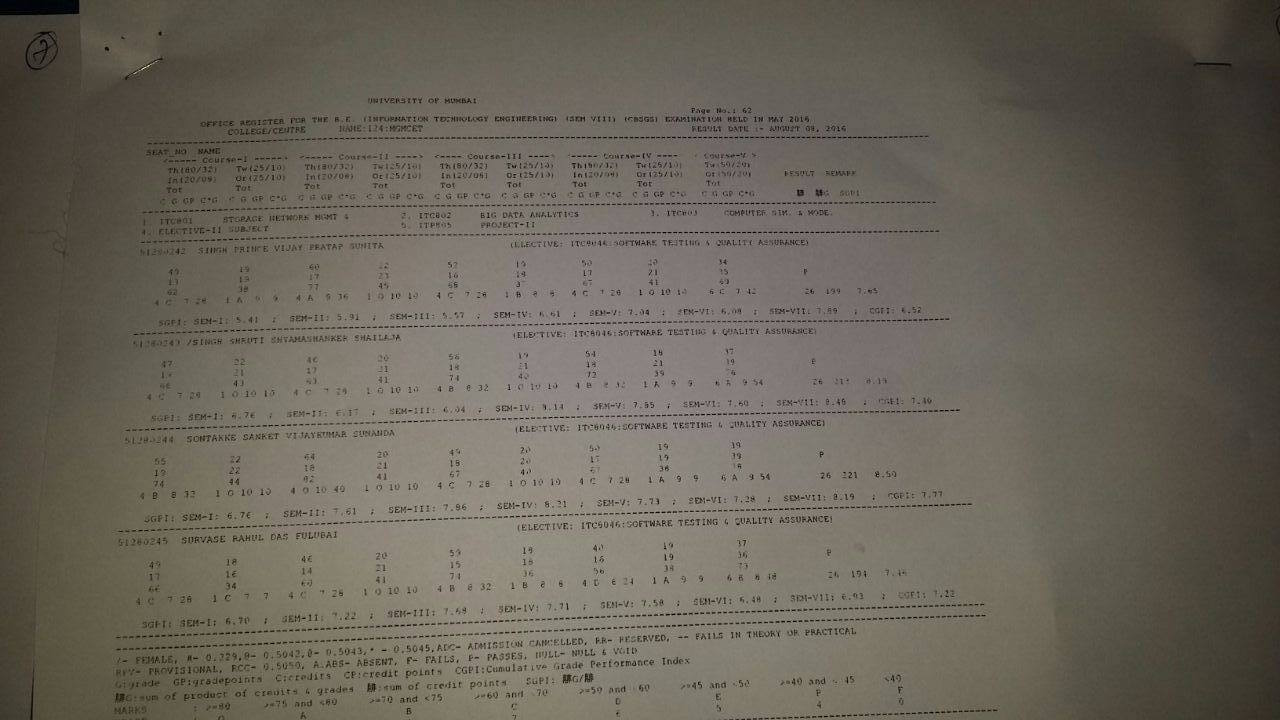 7
UNIVERSITY OF MUMBAI
Page No.: 62
OFFICE REGISTER FOR THE B.E. (INFORMATION TECHNOLOGY ENGINEERING) (SEM VIII) (CBSGS) EXAMINATION HELD IN MAY 2016
COLLEGE/CENTRE NAME:124:MGMCET RESULT DATE :- AUGUST 08, 2016
SEAT_NO NAME
<----- Course-I -----> <---- Course-II ----> <---- Course-III ----> <----- Course-IV ----> < Course-V >
Th(80/32) Tw(25/10) Th(80/32) Tw(25/10) Th(80/32) Tw(25/10) Th(80/32) Tw(25/10) Tw(50/20)
In(20/08) Or(25/10) In(20/08) Or(25/10) In(20/08) Or(25/10) In(20/08) Or(25/10) Or(50/20) RESULT REMARK
Tot Tot Tot Tot Tot Tot Tot Tot Tot
C G GP C*G C G GP C*G C G GP C*G C G GP C*G C G GP C*G C G GP C*G C G GP C*G C G GP C*G C G GP C*G SGPI
1. ITC801 STORAGE NETWORK MGMT & 2. ITC802 BIG DATA ANALYTICS 3. ITC803 COMPUTER SIM. & MODE.
4. ELECTIVE-II SUBJECT 5. ITP805 PROJECT-II
51280242 SINGH PRINCE VIJAY PRATAP SUNITA (ELECTIVE: ITC8046:SOFTWARE TESTING & QUALITY ASSURANCE)
49 19 60 22 52 19 50 20 34
13 19 17 23 16 18 17 21 35 P
62 38 77 45 68 37 67 41 69
4 C 7 28 1 A 9 9 4 A 9 36 1 O 10 10 4 C 7 28 1 B 8 8 4 C 7 28 1 O 10 10 6 C 7 42 26 199 7.65
SGPI: SEM-I: 5.41 ; SEM-II: 5.91 ; SEM-III: 5.57 ; SEM-IV: 6.61 ; SEM-V: 7.04 ; SEM-VI: 6.08 ; SEM-VII: 7.89 ; CGPI: 6.52
51280243 /SINGH SHRUTI SHYAMASHANKER SHAILAJA (ELECTIVE: ITC8046:SOFTWARE TESTING & QUALITY ASSURANCE)
47 22 46 20 56 19 54 18 37
19 21 17 21 18 21 18 21 39 P
66 43 63 41 74 40 72 39 76
4 C 7 28 1 O 10 10 4 C 7 28 1 O 10 10 4 B 8 32 1 O 10 10 4 B 8 32 1 A 9 9 6 A 9 54 26 213 8.19
SGPI: SEM-I: 6.76 ; SEM-II: 6.17 ; SEM-III: 6.04 ; SEM-IV: 8.14 ; SEM-V: 7.85 ; SEM-VI: 7.60 ; SEM-VII: 8.48 ; CGPI: 7.40
51280244 SONTAKKE SANKET VIJAYKUMAR SUNANDA (ELECTIVE: ITC8046:SOFTWARE TESTING & QUALITY ASSURANCE)
55 22 64 20 49 20 50 19 39
19 22 18 21 18 20 17 19 39 P
74 44 82 41 67 40 67 38 78
4 B 8 32 1 O 10 10 4 O 10 40 1 O 10 10 4 C 7 28 1 O 10 10 4 C 7 28 1 A 9 9 6 A 9 54 26 221 8.50
SGPI: SEM-I: 6.76 ; SEM-II: 7.61 ; SEM-III: 7.86 ; SEM-IV: 8.21 ; SEM-V: 7.73 ; SEM-VI: 7.28 ; SEM-VII: 8.19 ; CGPI: 7.77
51280245 SURVASE RAHUL DAS FULUBAI (ELECTIVE: ITC8046:SOFTWARE TESTING & QUALITY ASSURANCE)
49 18 46 20 59 18 40 19 37
17 16 14 21 15 18 16 19 36 P
66 34 60 41 74 36 56 38 73
4 C 7 28 1 C 7 7 4 C 7 28 1 O 10 10 4 B 8 32 1 B 8 8 4 D 6 24 1 A 9 9 6 B 8 48 26 194 7.46
SGPI: SEM-I: 6.70 ; SEM-II: 7.22 ; SEM-III: 7.68 ; SEM-IV: 7.71 ; SEM-V: 7.58 ; SEM-VI: 6.48 ; SEM-VII: 6.93 ; CGPI: 7.22
/- FEMALE, #- 0.229,@- 0.5042,@- 0.5043,* - 0.5045,ADC- ADMISSION CANCELLED, RR- RESERVED, -- FAILS IN THEORY OR PRACTICAL
RPV- PROVISIONAL, RCC- 0.5050, A.ABS- ABSENT, F- FAILS, P- PASSES, NULL- NULL & VOID
G:grade GP:gradepoints C:credits CP:credit points CGPI:Cumulative Grade Performance Index
G:sum of product of credits & grades :sum of credit points SGPI: G/
MARKS : >=80 >=75 and <80 >=70 and <75 >=60 and <70 >=50 and <60 >=45 and <50 >=40 and < 45 <40
A B C D E P F